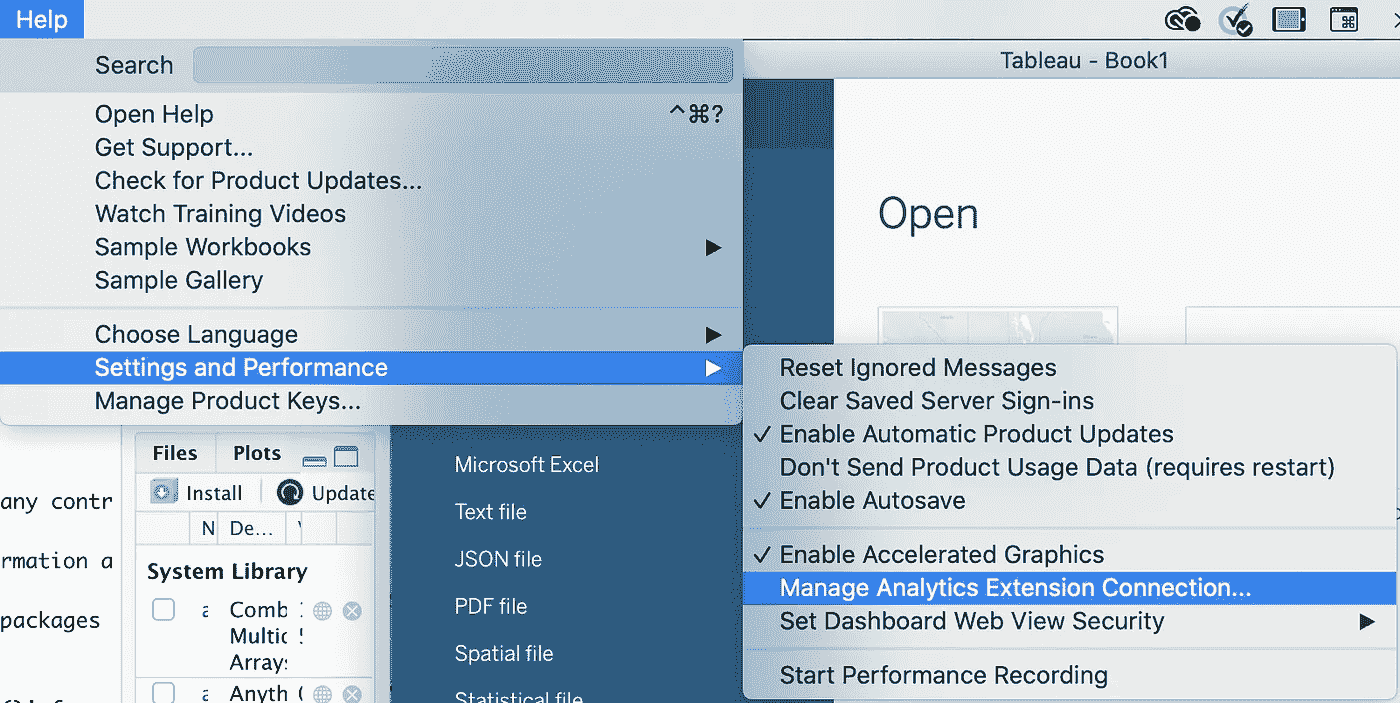 Help
Tableau - Book1
Search
Open Help ^⌘?
Get Support...
Check for Product Updates...
Watch Training Videos
Sample Workbooks
Sample Gallery
Choose Language
Settings and Performance
Manage Product Keys...
Open
Reset Ignored Messages
Clear Saved Server Sign-ins
✓ Enable Automatic Product Updates
Don't Send Product Usage Data (requires restart)
✓ Enable Autosave
✓ Enable Accelerated Graphics
Manage Analytics Extension Connection...
Set Dashboard Web View Security
Start Performance Recording
any contr
rmation a
packages
Files Plots
Install Update
N De...
System Library
Comb
Multic
Array:
Anyth
Microsoft Excel
Text file
JSON file
PDF file
Spatial file
Statistical file